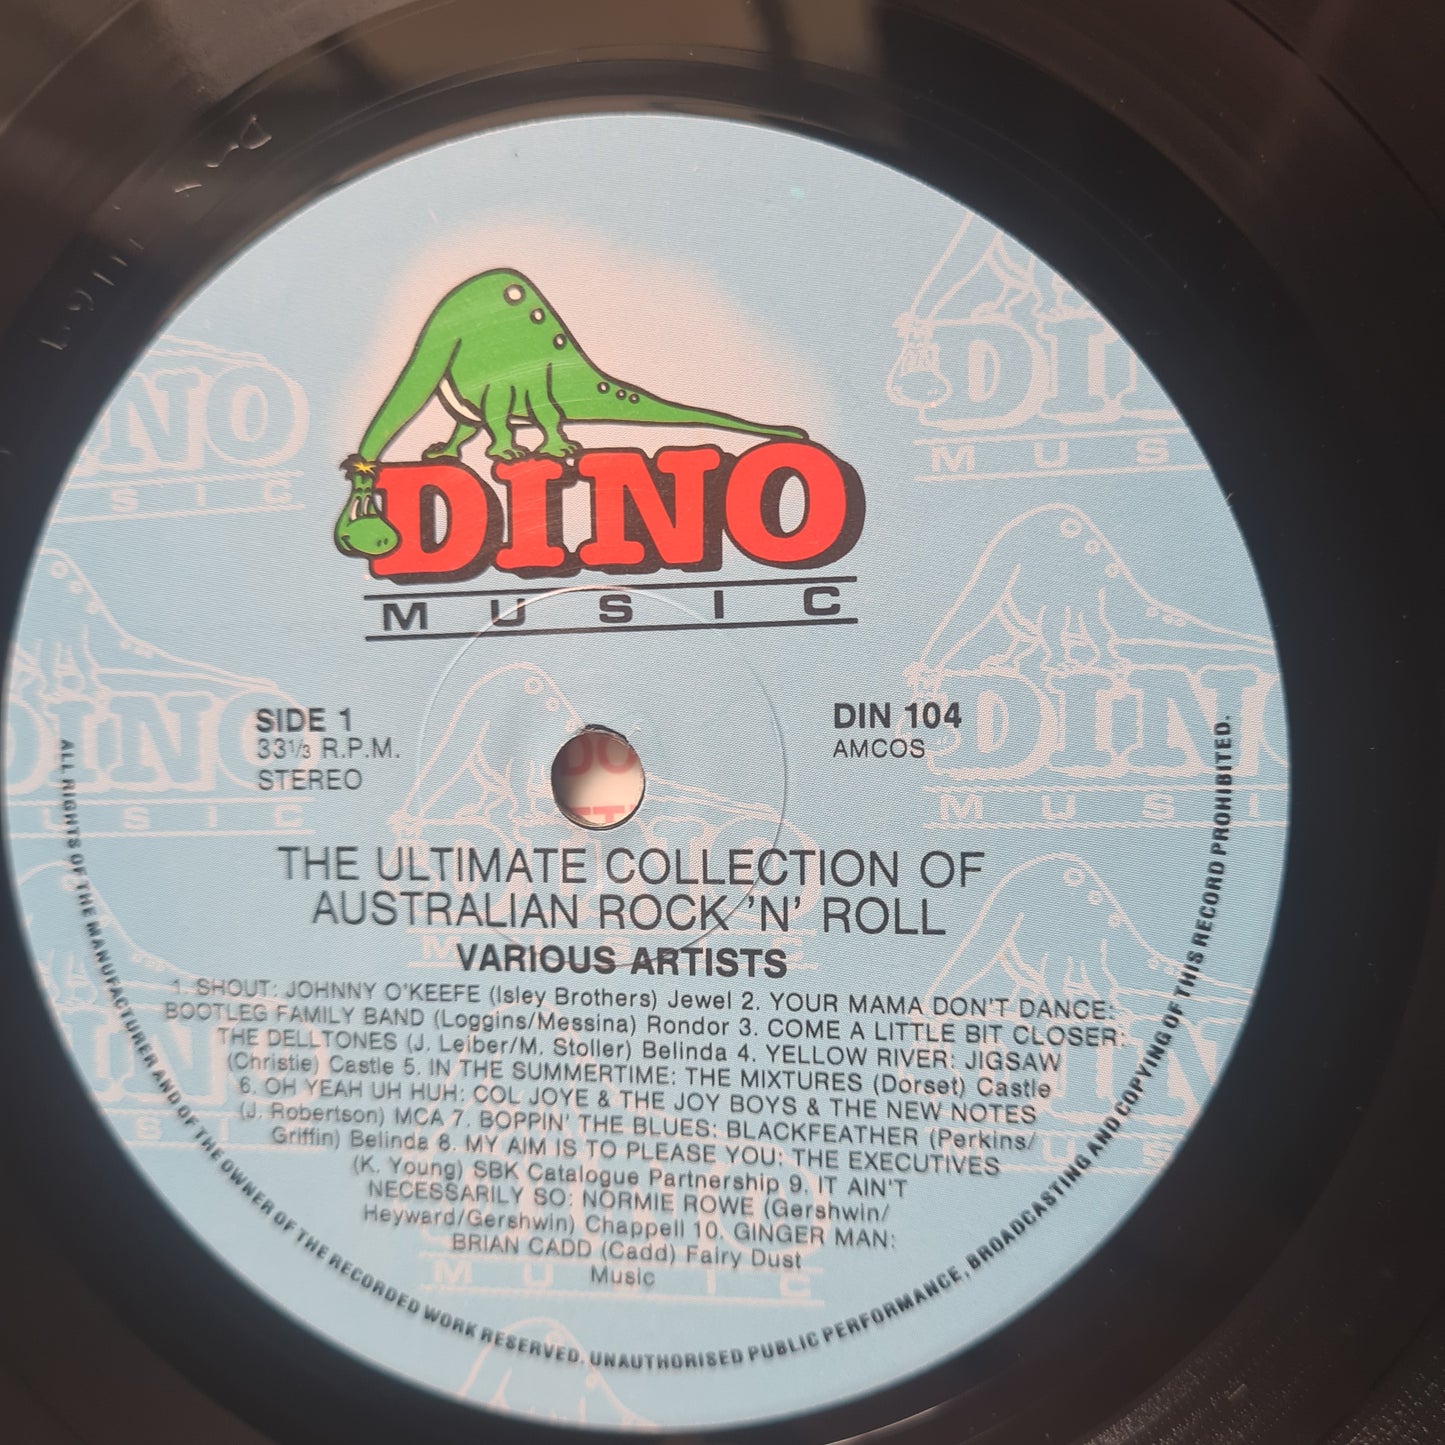 DINO
MUSIC
SIDE 1
33 1/3 R.P.M.
STEREO
DIN 104
AMCOS
THE ULTIMATE COLLECTION OF
AUSTRALIAN ROCK 'N' ROLL
VARIOUS ARTISTS
1. SHOUT: JOHNNY O'KEEFE (Isley Brothers) Jewel 2. YOUR MAMA DON'T DANCE:
BOOTLEG FAMILY BAND (Loggins/Messina) Rondor 3. COME A LITTLE BIT CLOSER:
THE DELLTONES (J. Leiber/M. Stoller) Belinda 4. YELLOW RIVER: JIGSAW
(Christie) Castle 5. IN THE SUMMERTIME: THE MIXTURES (Dorset) Castle
6. OH YEAH UH HUH: COL JOYE & THE JOY BOYS & THE NEW NOTES
(J. Robertson) MCA 7. BOPPIN' THE BLUES: BLACKFEATHER (Perkins/
Griffin) Belinda 8. MY AIM IS TO PLEASE YOU: THE EXECUTIVES
(K. Young) SBK Catalogue Partnership 9. IT AIN'T
NECESSARILY SO: NORMIE ROWE (Gershwin/
Heyward/Gershwin) Chappell 10. GINGER MAN:
BRIAN CADD (Cadd) Fairy Dust
Music
ALL RIGHTS OF THE MANUFACTURER AND OF THE OWNER OF THE RECORDED WORK RESERVED. UNAUTHORISED PUBLIC PERFORMANCE, BROADCASTING AND COPYING OF THIS RECORD PROHIBITED.